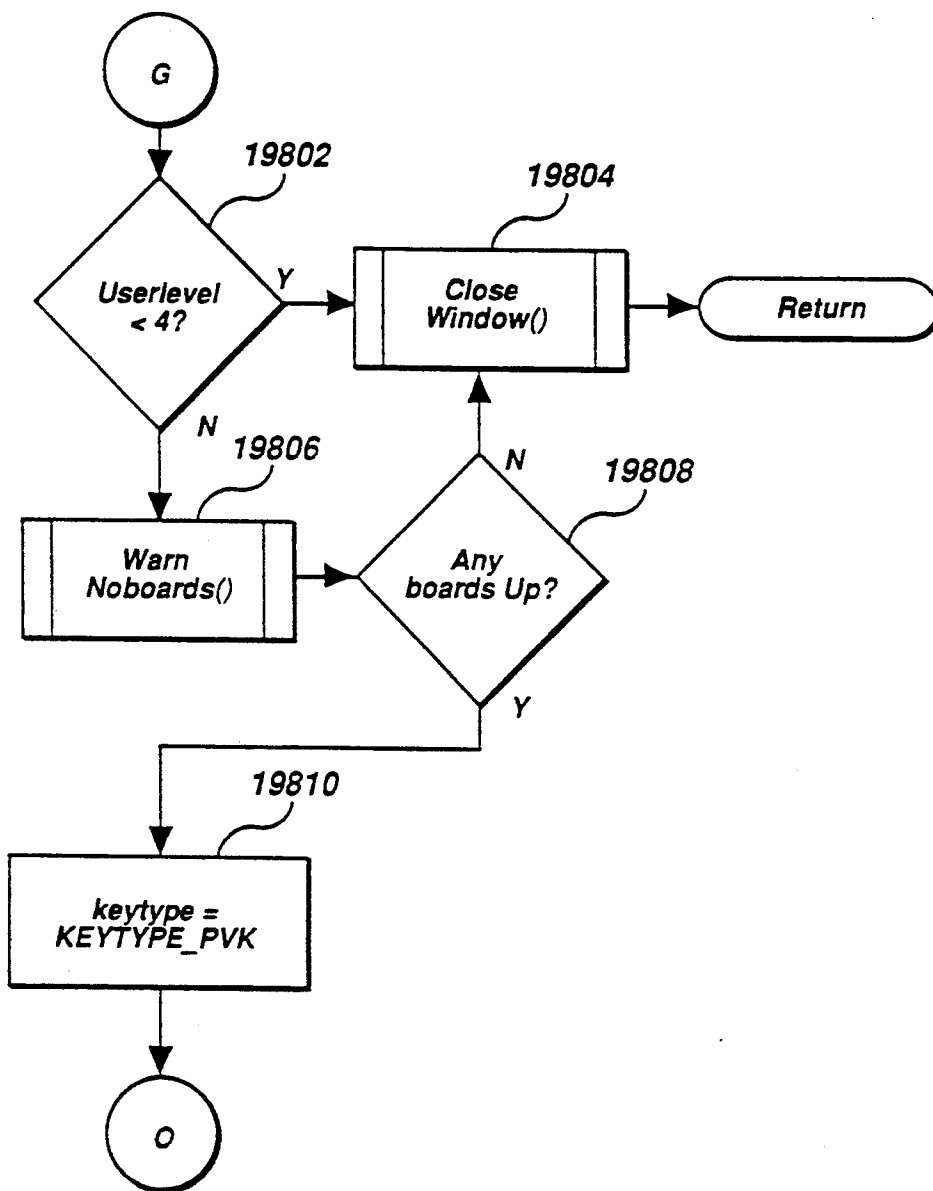 G
19802
19804
Userlevel
< 4?
Y
Close
Window()
Return
N
19806
N
19808
Warn
Noboards()
Any
boards Up?
Y
19810
keytype =
KEYTYPE_PVK
O